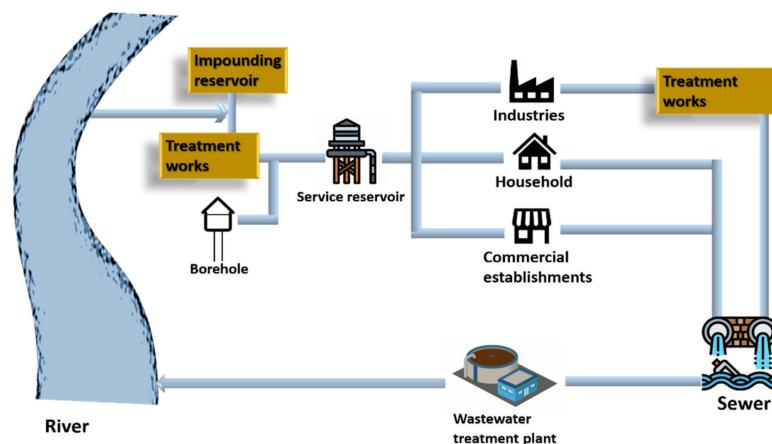 Impounding
reservoir
Treatment
works
Industries
Treatment
works
Service reservoir
Household
Borehole
Commercial
establishments
River
Wastewater
treatment plant
Sewer